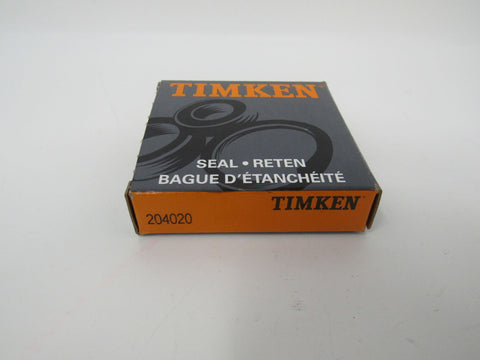 TIMKEN
SEAL • RETEN
BAGUE D'ÉTANCHÉITÉ
204020
TIMKEN